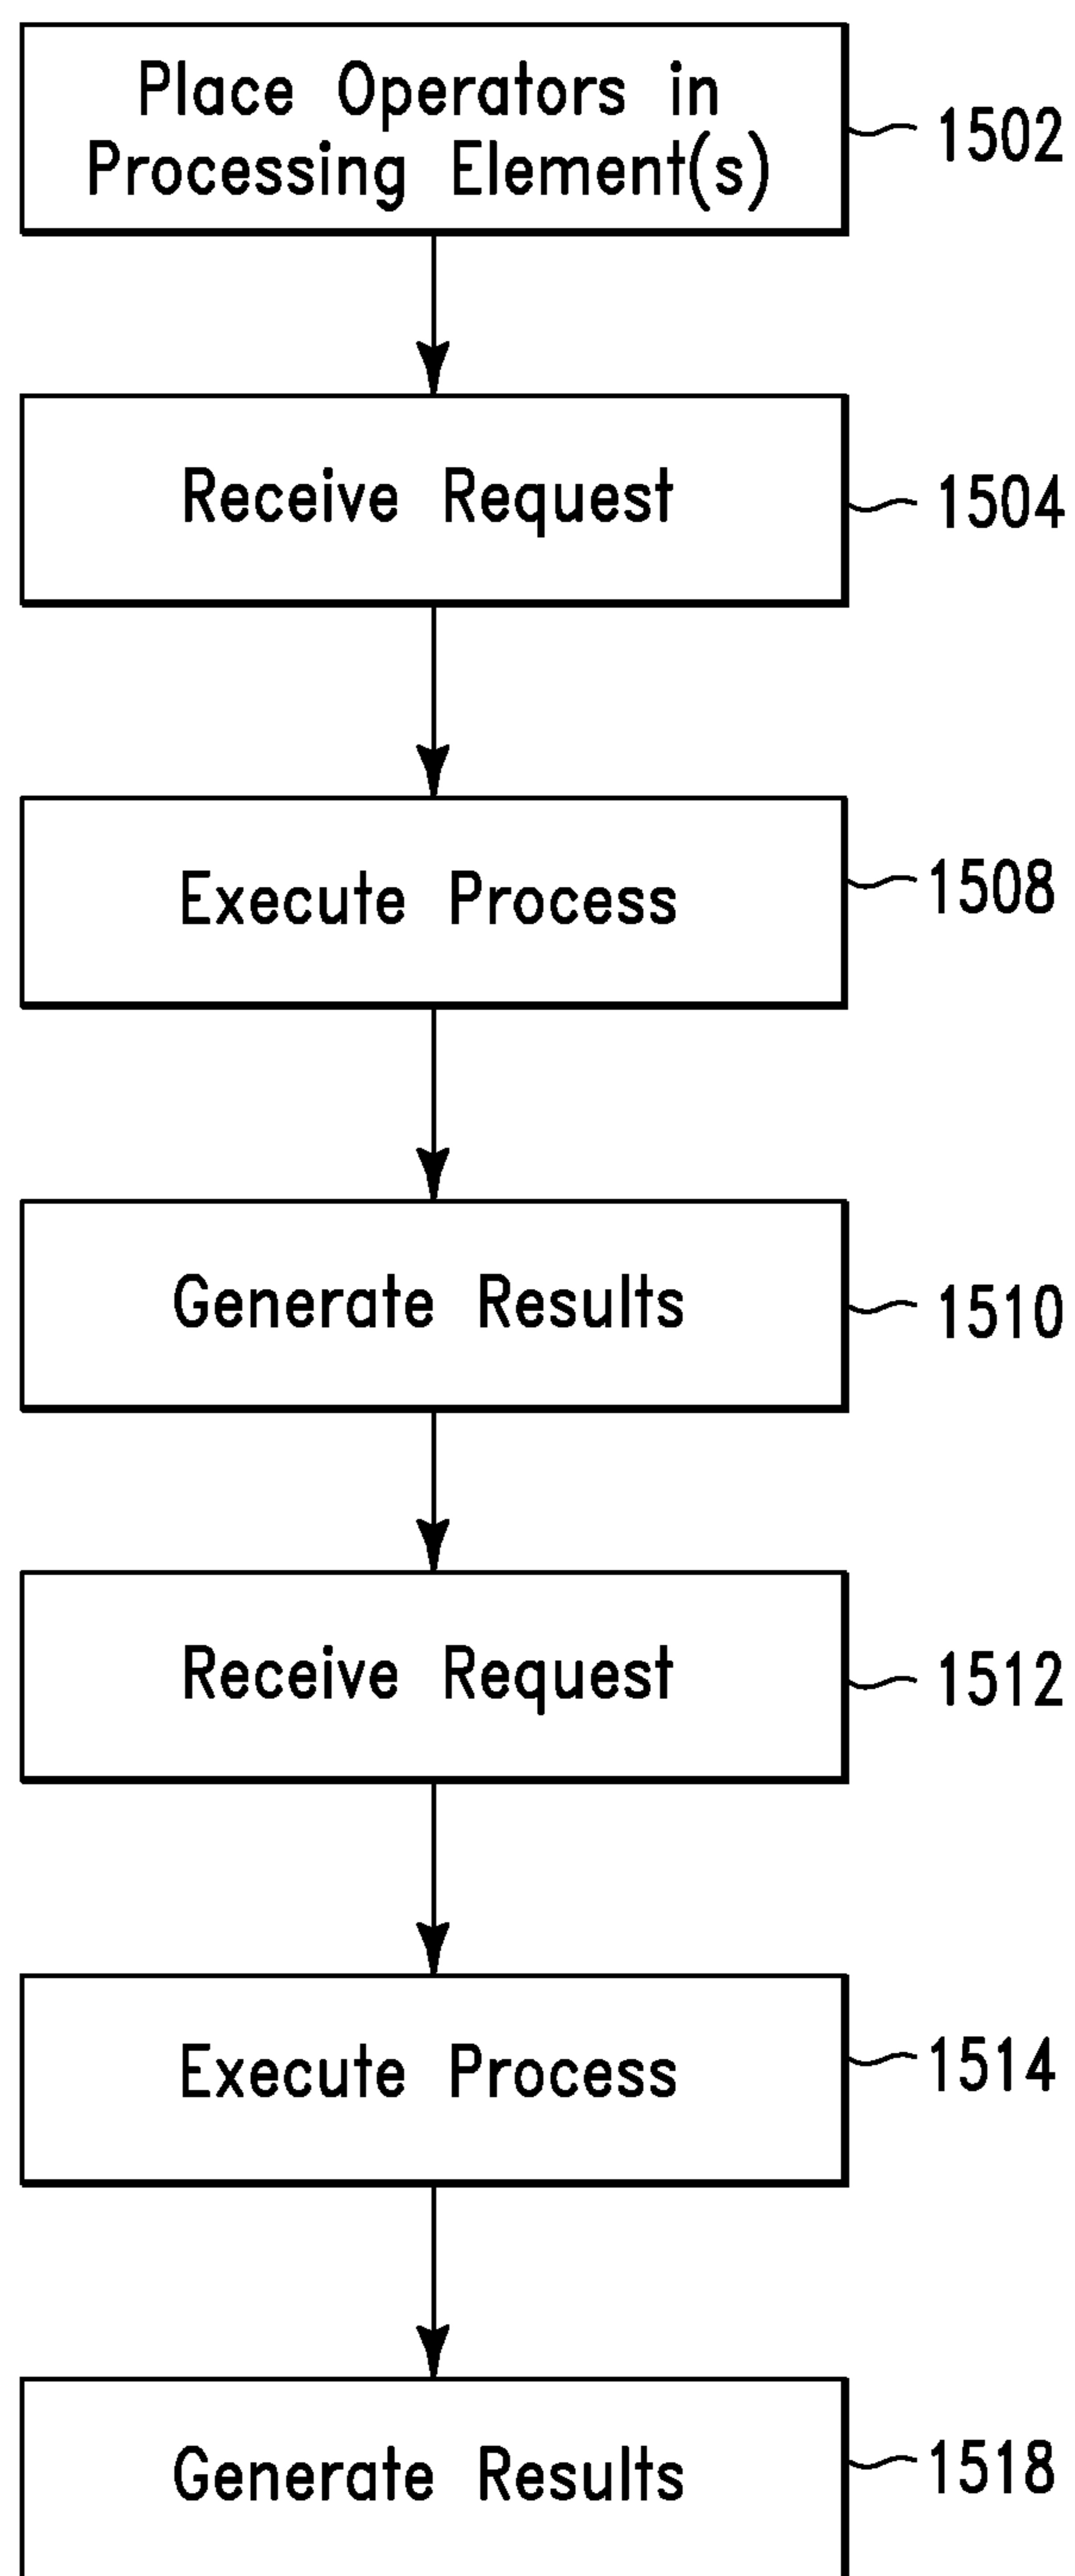 Place Operators in
Processing Element(s)
1502
Receive Request
1504
Execute Process
1508
Generate Results
1510
Receive Request
1512
Execute Process
1514
Generate Results
1518